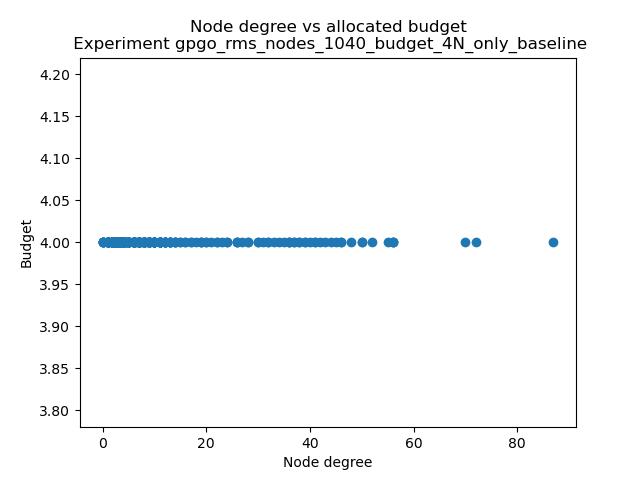 Node degree vs allocated budget
Experiment gpgo_rms_nodes_1040_budget_4N_only_baseline
4.20
4.15
4.10
4.05
4.00
3.95
3.90
3.85
3.80
Budget
0 20 40 60 80
Node degree